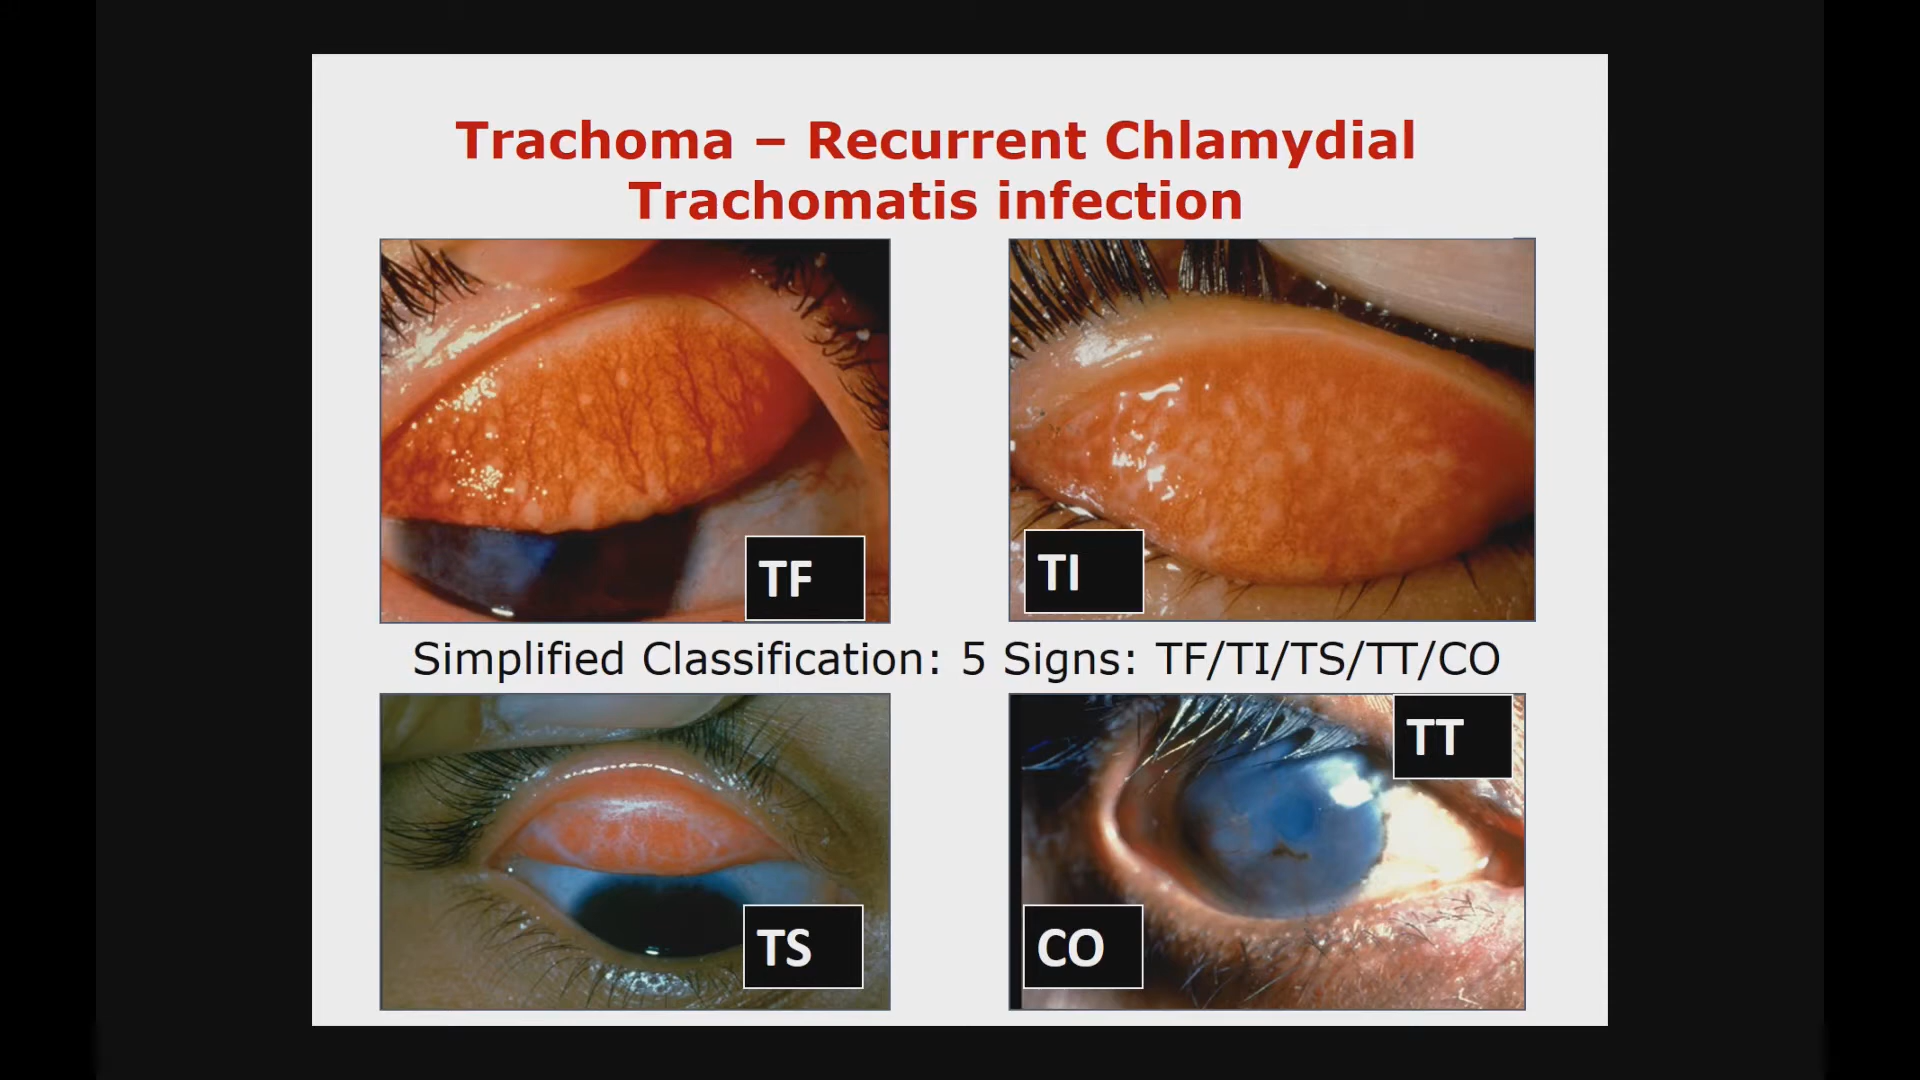 Trachoma – Recurrent Chlamydial
Trachomatis infection
TF
TI
Simplified Classification: 5 Signs: TF/TI/TS/TT/CO
TS
TT
CO